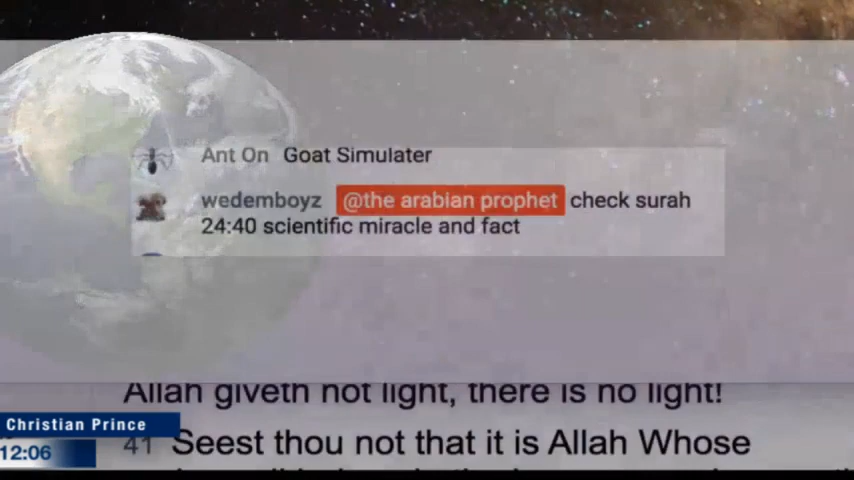 Ant On Goat Simulater
wedemboyz @the arabian prophet check surah
24:40 scientific miracle and fact
Allah giveth not light, there is no light!
Christian Prince
12:06
41 Seest thou not that it is Allah Whose